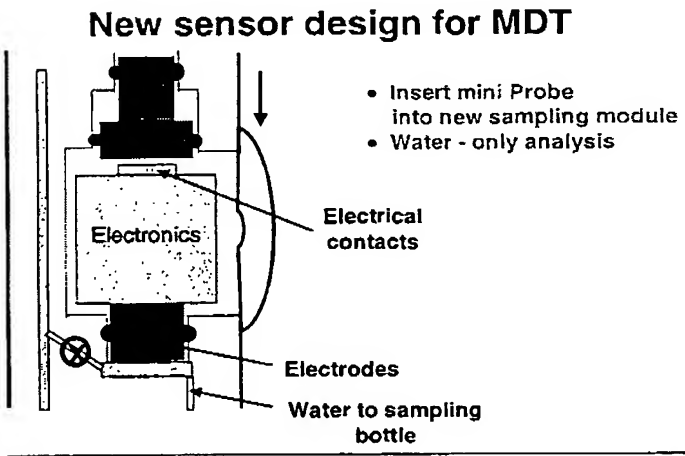 New sensor design for MDT
• Insert mini Probe
into new sampling module
• Water - only analysis
Electrical
contacts
Electronics
Electrodes
Water to sampling
bottle